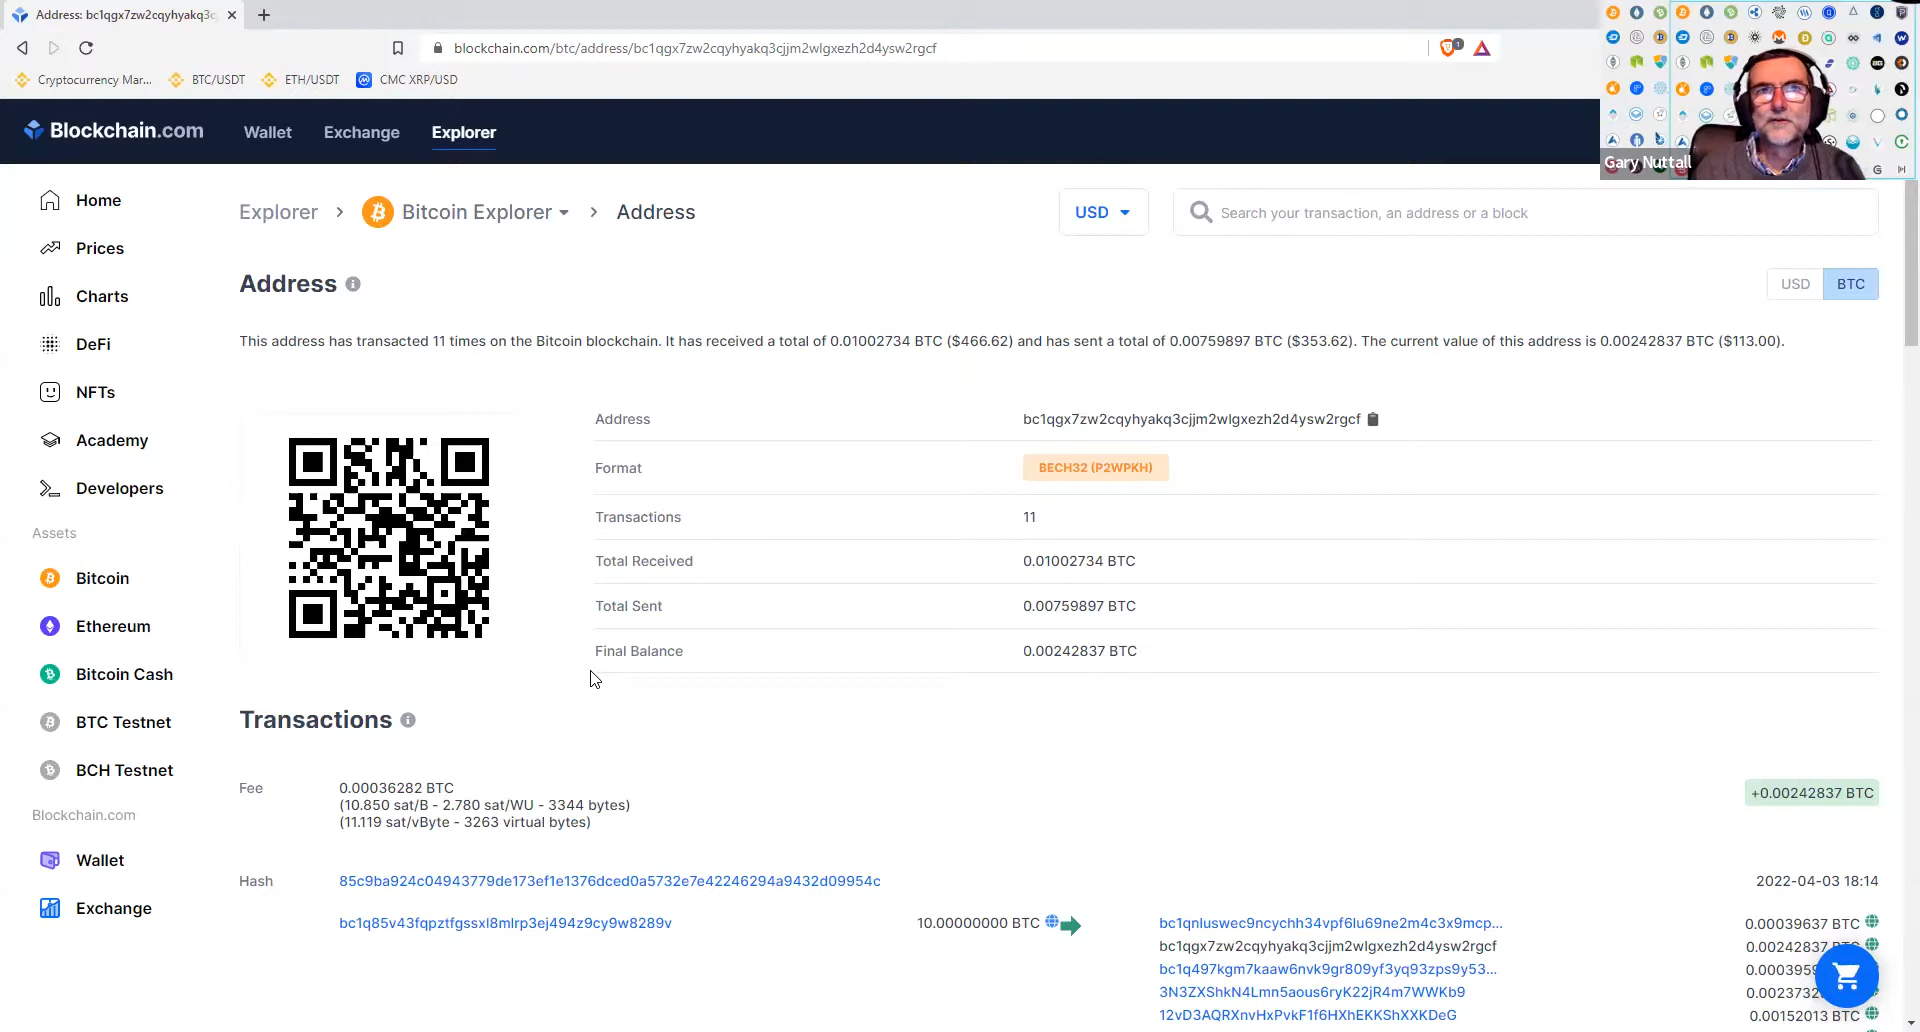 Address: bc1qgx7zw2cqyhyakq3c
blockchain.com/btc/address/bc1qgx7zw2cqyhyakq3cjjm2wlgxezh2d4ysw2rgcf
1
Cryptocurrency Mar... BTC/USDT ETH/USDT CMC XRP/USD
Gary Nuttall
Blockchain.com Wallet Exchange Explorer
Home
Prices
Charts
DeFi
NFTs
Academy
Developers
Assets
Bitcoin
Ethereum
Bitcoin Cash
BTC Testnet
BCH Testnet
Blockchain.com
Wallet
Exchange
Explorer > Bitcoin Explorer > Address
USD
Search your transaction, an address or a block
Address
USD BTC
This address has transacted 11 times on the Bitcoin blockchain. It has received a total of 0.01002734 BTC ($466.62) and has sent a total of 0.00759897 BTC ($353.62). The current value of this address is 0.00242837 BTC ($113.00).
Address bc1qgx7zw2cqyhyakq3cjjm2wlgxezh2d4ysw2rgcf
Format BECH32 (P2WPKH)
Transactions 11
Total Received 0.01002734 BTC
Total Sent 0.00759897 BTC
Final Balance 0.00242837 BTC
Transactions
Fee 0.00036282 BTC
(10.850 sat/B - 2.780 sat/WU - 3344 bytes)
(11.119 sat/vByte - 3263 virtual bytes)
+0.00242837 BTC
Hash 85c9ba924c04943779de173ef1e1376dced0a5732e7e42246294a9432d09954c 2022-04-03 18:14
bc1q85v43fqpztfgssxl8mlrp3ej494z9cy9w8289v 10.00000000 BTC
bc1qnluswec9ncychh34vpf6lu69ne2m4c3x9mcp... 0.00039637 BTC
bc1qgx7zw2cqyhyakq3cjjm2wlgxezh2d4ysw2rgcf 0.00242837 BTC
bc1q497kgm7kaaw6nvk9gr809yf3yq93zps9y53... 0.0003959
3N3ZXShkN4Lmn5aous6ryK22jR4m7WWKb9 0.0023732
12vD3AQRXnvHxPvkF1f6HXhEKKShXXKDeG 0.00152013 BTC